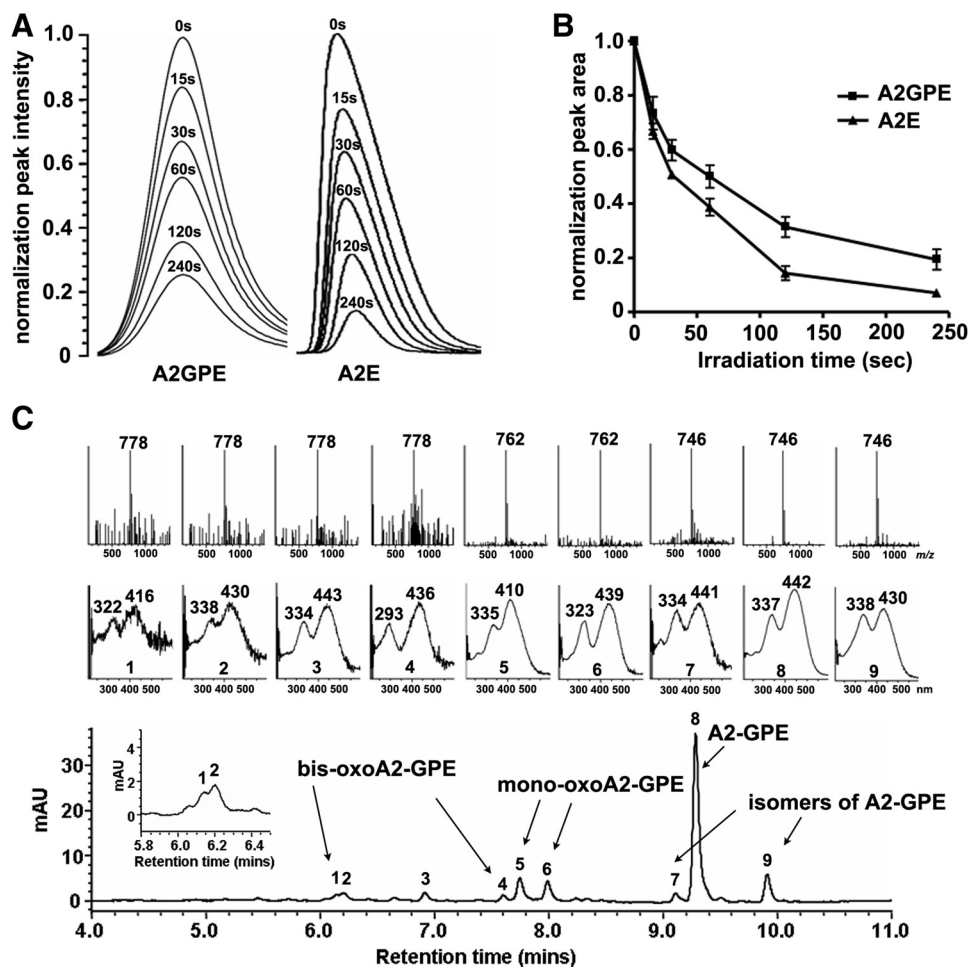 A
normalization peak intensity
1.0
0.8
0.6
0.4
0.2
0
0s
15s
30s
60s
120s
240s
A2GPE
0s
15s
30s
60s
120s
240s
A2E
B
normalization peak area
1.0
0.8
0.6
0.4
0.2
0
A2GPE
A2E
0 50 100 150 200 250
Irradiation time (sec)
C
778 778 778 778 762 762 746 746 746
500 1000 500 1000 500 1000 500 1000 500 1000 500 1000 500 1000 500 1000 500 1000 m/z
322 416 338 430 334 443 293 436 335 410 323 439 334 441 337 442 338 430
1 2 3 4 5 6 7 8 9
300 400 500 300 400 500 300 400 500 300 400 500 300 400 500 300 400 500 300 400 500 300 400 500 300 400 500 nm
mAU
30
20
10
0
mAU
4
2
0
1 2
5.8 6.0 6.2 6.4
Retention time (mins)
bis-oxoA2-GPE
mono-oxoA2-GPE
A2-GPE
isomers of A2-GPE
12 3 4 5 6 7 8 9
4.0 5.0 6.0 7.0 8.0 9.0 10.0 11.0
Retention time (mins)